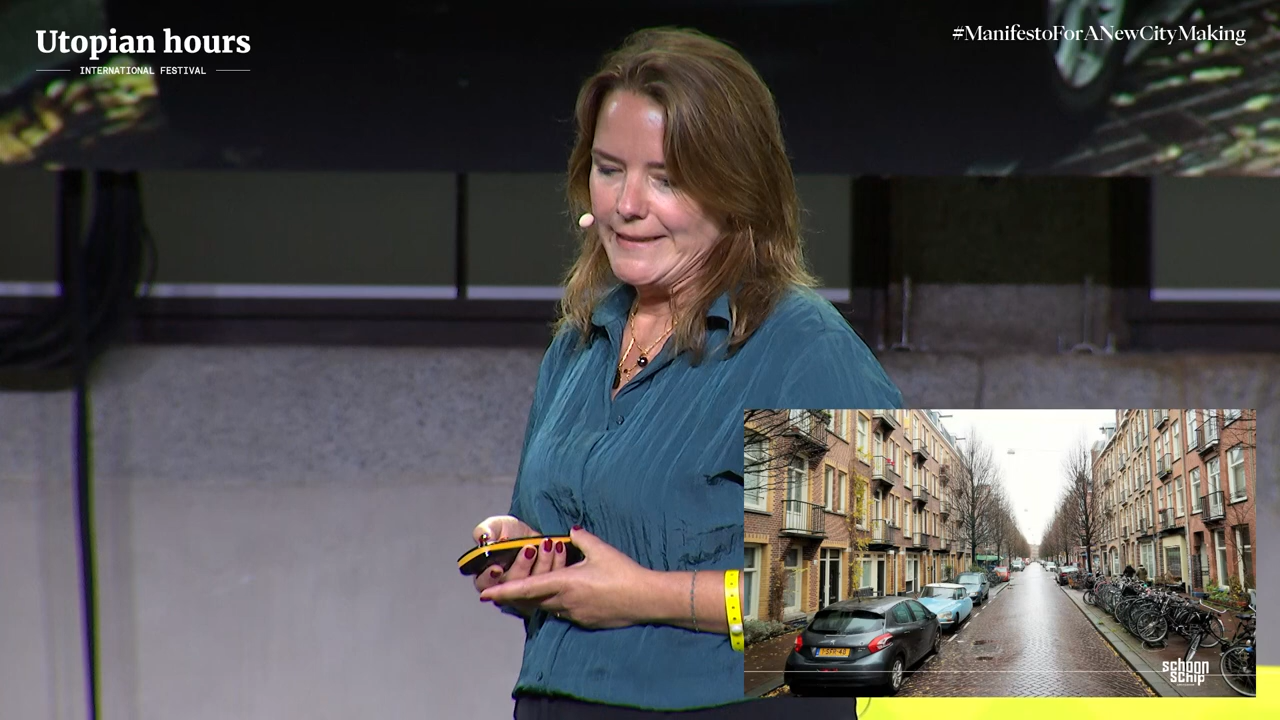 Utopian hours
INTERNATIONAL FESTIVAL
#ManifestoForANewCityMaking
schoon
schip